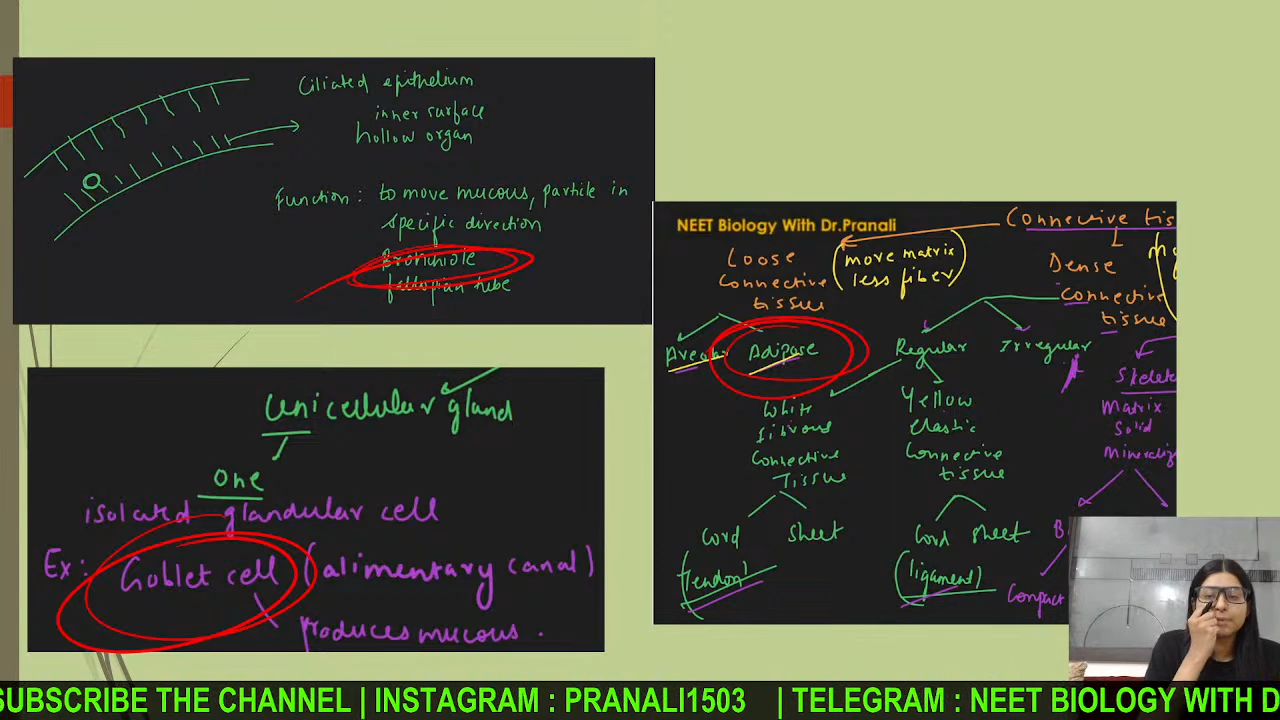 Ciliated epithelium
inner surface
hollow organ
Function : to move mucous, particle in
specific direction
Bronchiole
fallopian tube
unicellular gland
One
isolated glandular cell
Ex: Goblet cell (alimentary canal)
produces mucous .
NEET Biology With Dr.Pranali
Connective tis
Loose
Connective
tissue
(more matrix
less fiber)
Dense
Connective
tissue
Areolar
Adipose
Regular
Irregular
Skelet
Matrix
Solid
Mineraliz
White
fibrous
Connective
Tissue
Yellow
elastic
Connective
tissue
Cord
Sheet
(Tendon)
Cord
sheet
(ligament)
B
Compact
SUBSCRIBE THE CHANNEL | INSTAGRAM : PRANALI1503 | TELEGRAM : NEET BIOLOGY WITH D